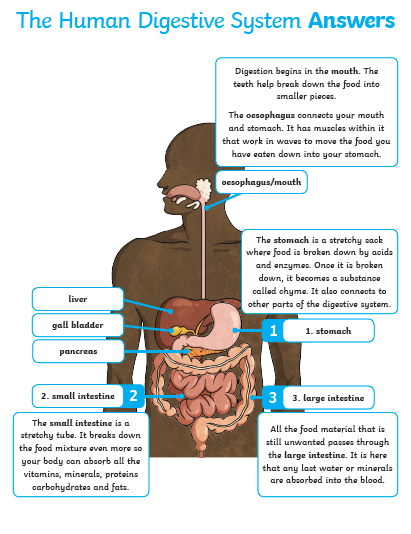 The Human Digestive System Answers
Digestion begins in the mouth. The
teeth help break down the food into
smaller pieces.
The oesophagus connects your mouth
and stomach. It has muscles within it
that work in waves to move the food you
have eaten down into your stomach.
oesophagus/mouth
The stomach is a stretchy sack
where food is broken down by acids
and enzymes. Once it is broken
down, it becomes a substance
called chyme. It also connects to
other parts of the digestive system.
liver
gall bladder
pancreas
1 1. stomach
2. small intestine 2
3 3. large intestine
The small intestine is a
stretchy tube. It breaks down
the food mixture even more so
your body can absorb all the
vitamins, minerals, proteins
carbohydrates and fats.
All the food material that is
still unwanted passes through
the large intestine. It is here
that any last water or minerals
are absorbed into the blood.